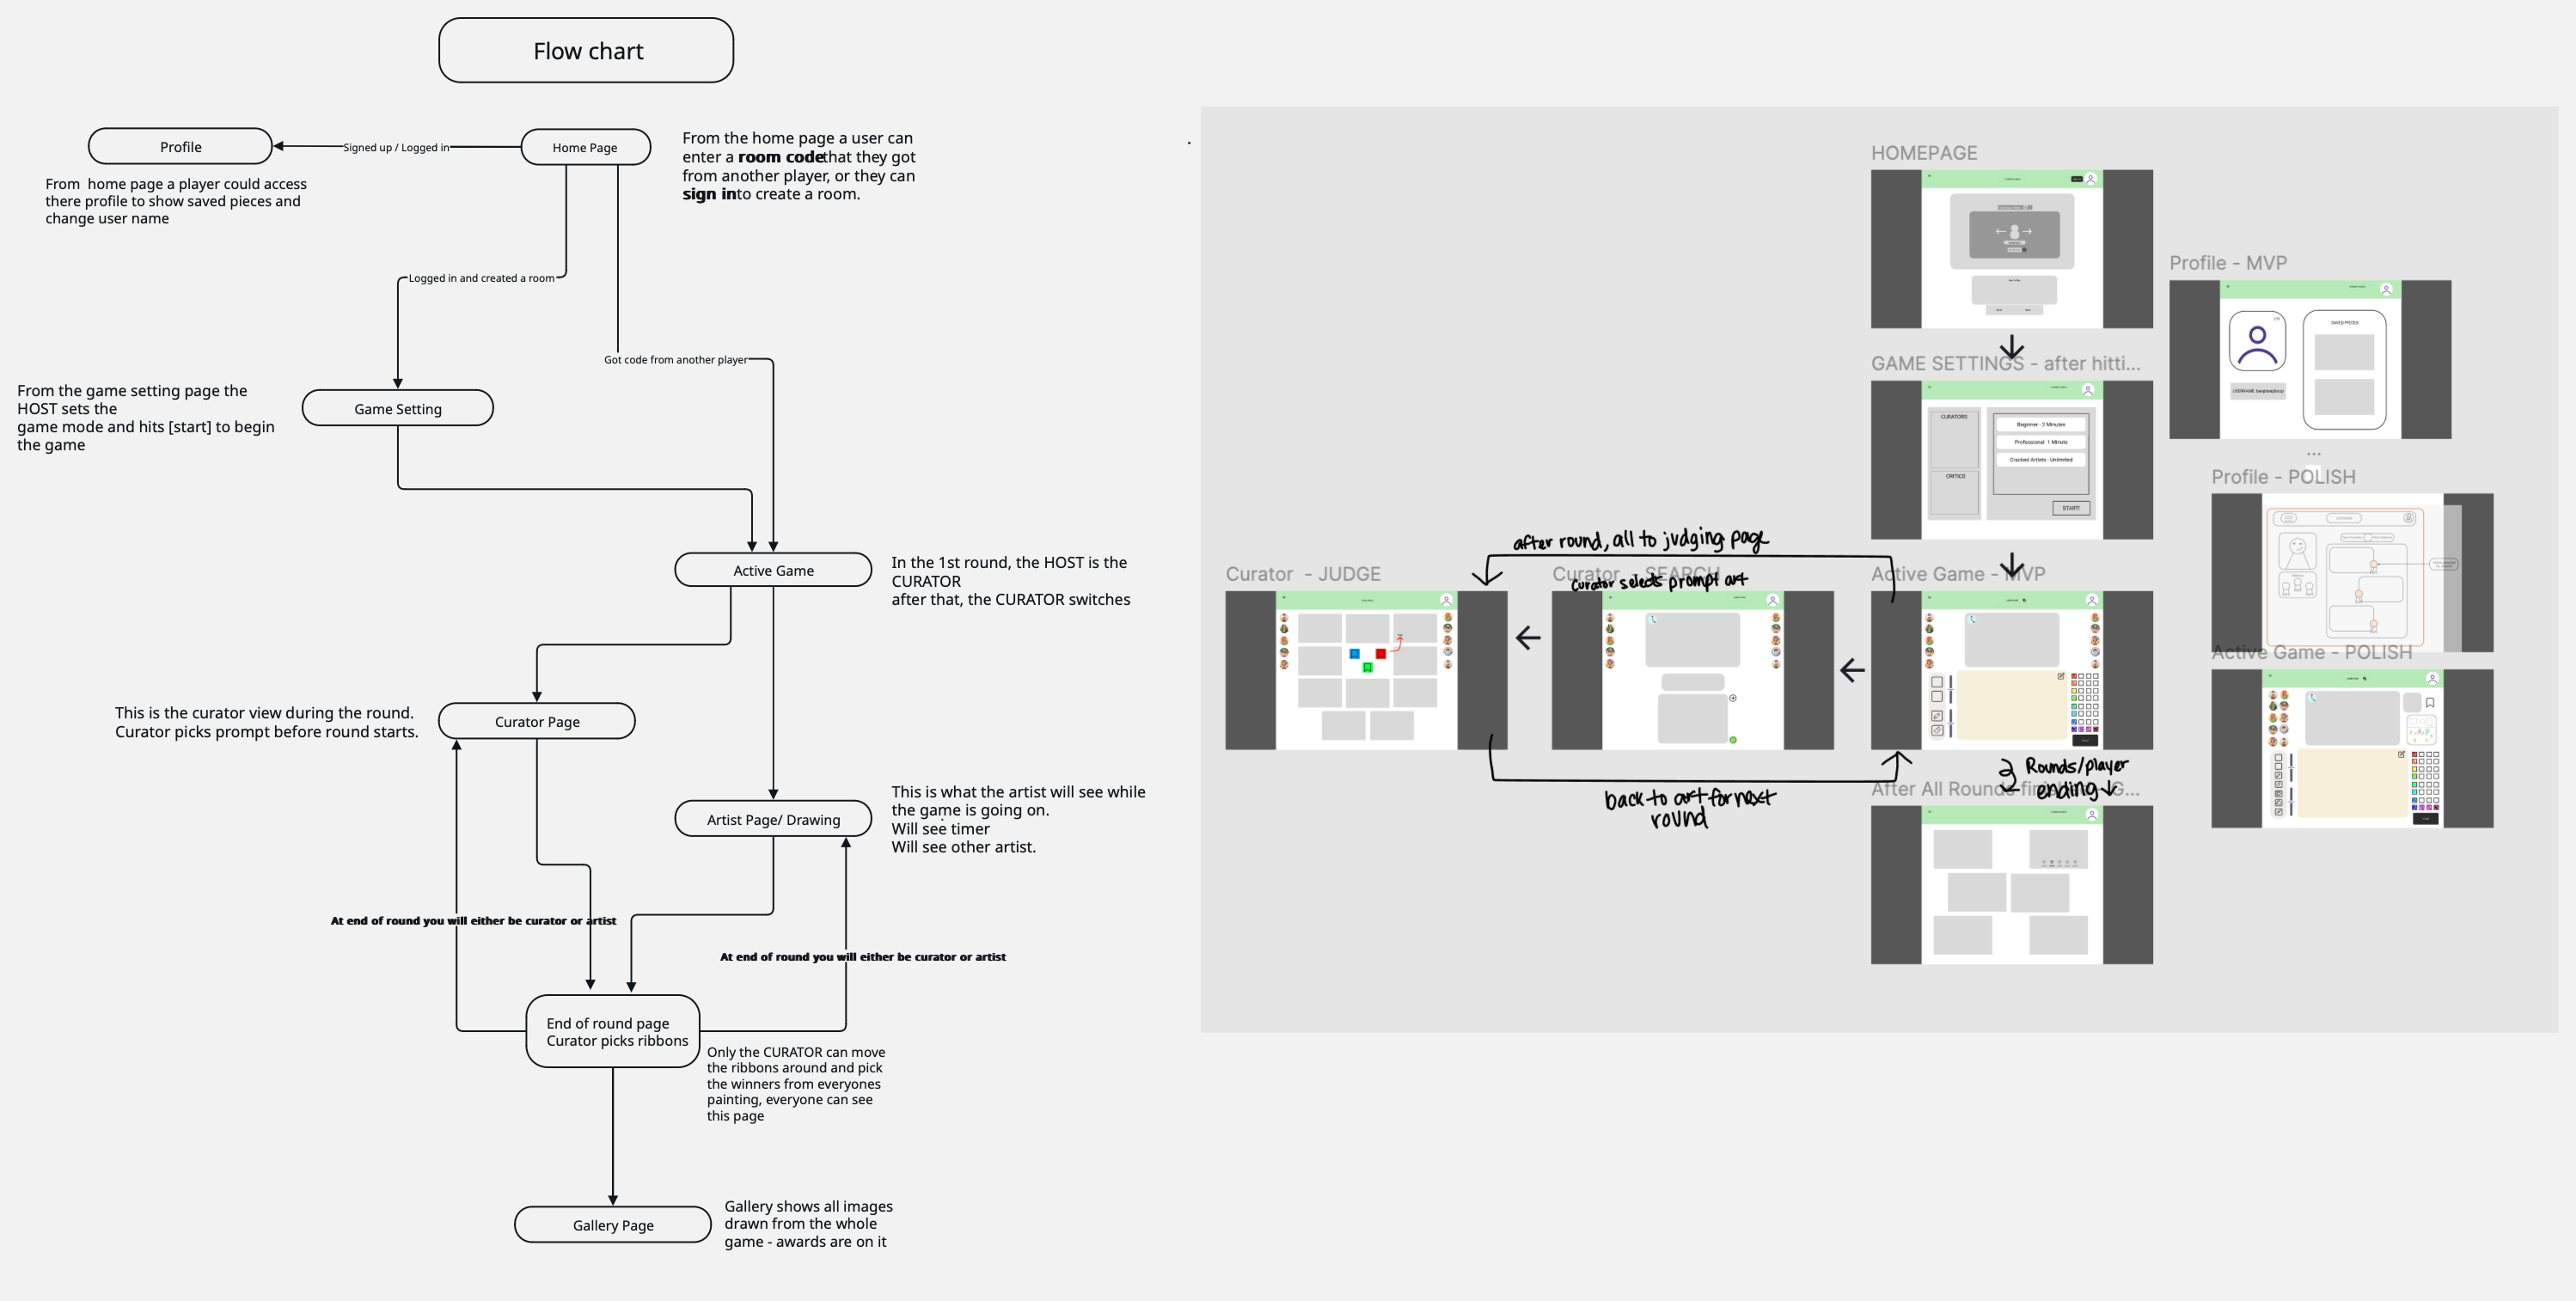 Flow chart
Profile
Signed up / Logged in
Home Page
From the home page a user can
enter a room code that they got
from another player, or they can
sign in to create a room.
From  home page a player could access
there profile to show saved pieces and
change user name
Logged in and created a room
Got code from another player
From the game setting page the
HOST sets the
game mode and hits [start] to begin
the game
Game Setting
Active Game
In the 1st round, the HOST is the
CURATOR
after that, the CURATOR switches
This is the curator view during the round.
Curator picks prompt before round starts.
Curator Page
Artist Page/ Drawing
This is what the artist will see while
the game is going on.
Will see timer
Will see other artist.
At end of round you will either be curator or artist
At end of round you will either be curator or artist
End of round page
Curator picks ribbons
Only the CURATOR can move
the ribbons around and pick
the winners from everyones
painting, everyone can see
this page
Gallery Page
Gallery shows all images
drawn from the whole
game - awards are on it
HOMEPAGE
Profile - MVP
SAVED PIECES
GAME SETTINGS - after hitti...
CURATORS
CRITICS
Beginner - 2 Minutes
Professional- 1 Minute
Cracked Artists - Unlimited
START!
Profile - POLISH
after round, all to judging page
Curator - JUDGE
Curator - SEARCH
Curator selects prompt art
Active Game - MVP
Active Game - POLISH
back to art for next
round
Rounds/player
ending
After All Rounds
G...